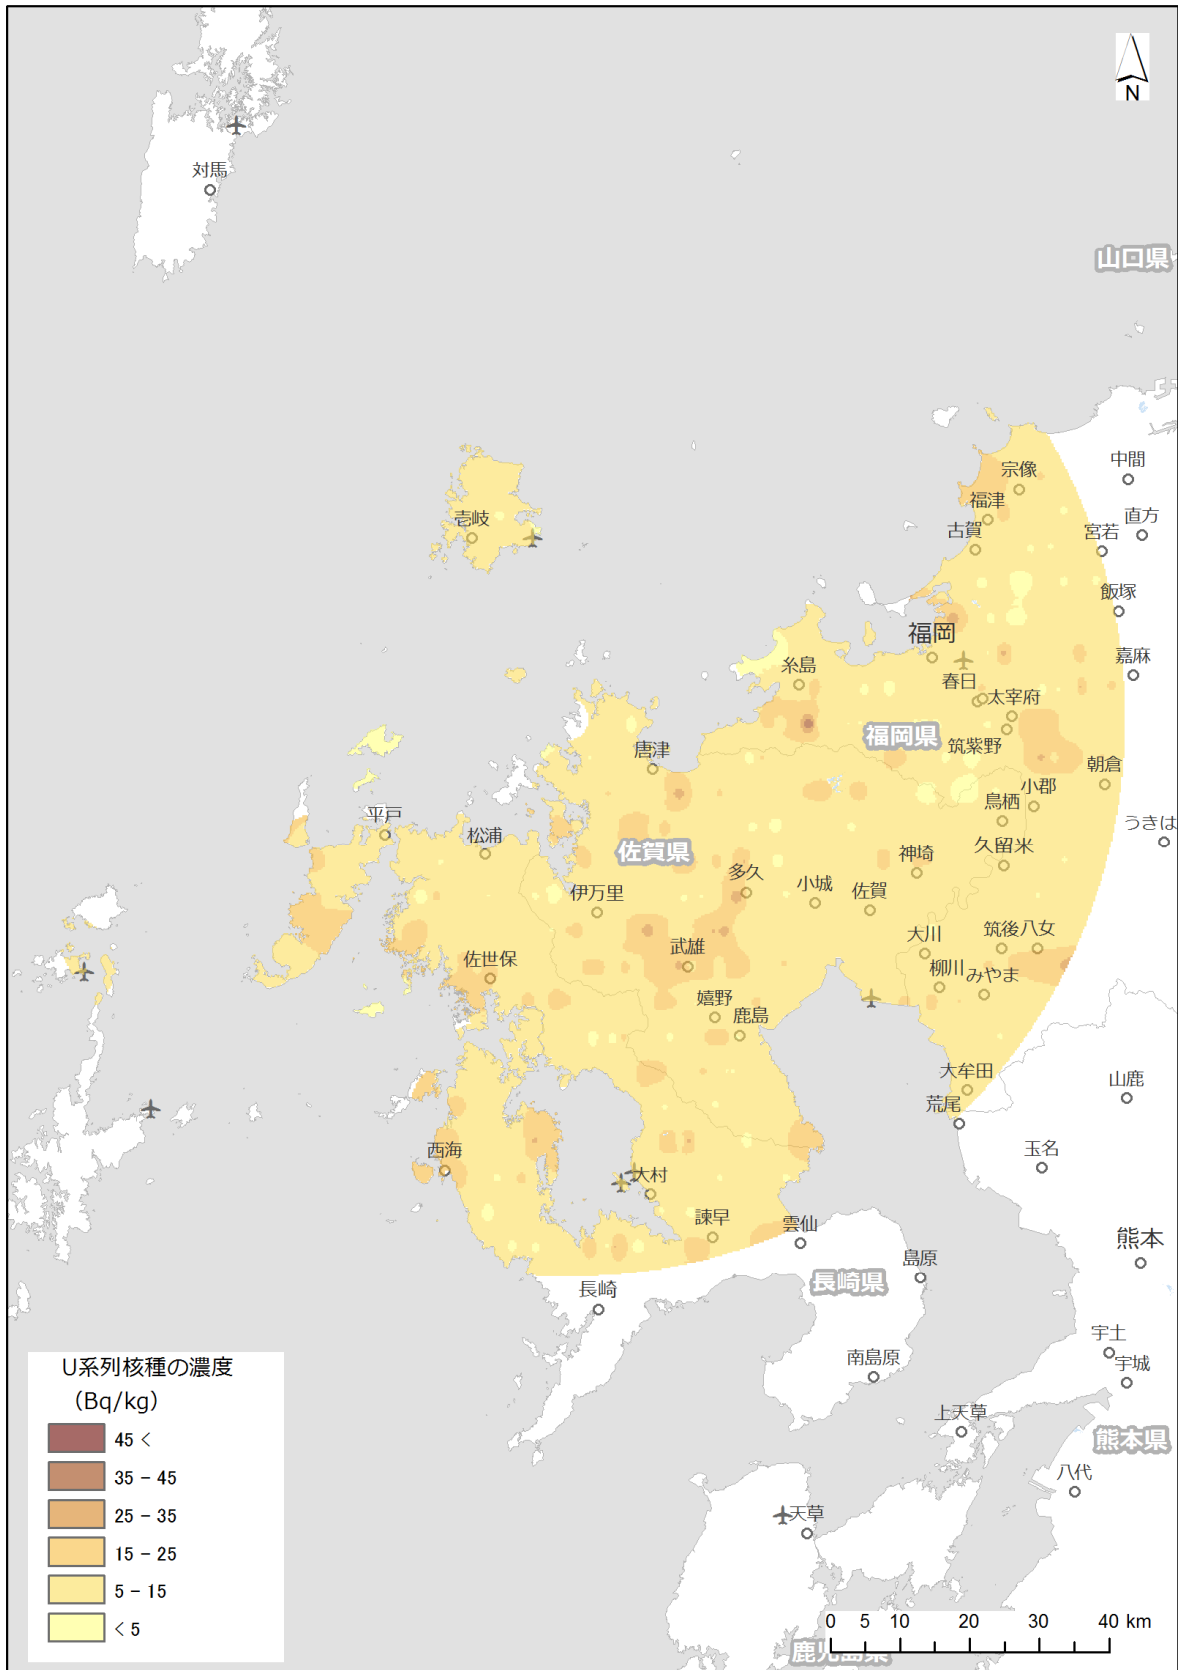 N
対馬
山口県
中間
宗像
福津
直方
壱岐
古賀
宮若
飯塚
福岡
嘉麻
糸島
春日
太宰府
福岡県
筑紫野
唐津
朝倉
小郡
鳥栖
平戸
うきは
松浦
佐賀県
久留米
神埼
多久
伊万里
小城
佐賀
大川
筑後
八女
武雄
佐世保
柳川
みやま
嬉野
鹿島
大牟田
山鹿
荒尾
西海
玉名
大村
諫早
雲仙
熊本
島原
長崎県
長崎
宇土
南島原
宇城
上天草
熊本県
八代
天草
鹿児島県
U系列核種の濃度
(Bq/kg)
45 <
35 - 45
25 - 35
15 - 25
5 - 15
< 5
0 5 10 20 30 40 km